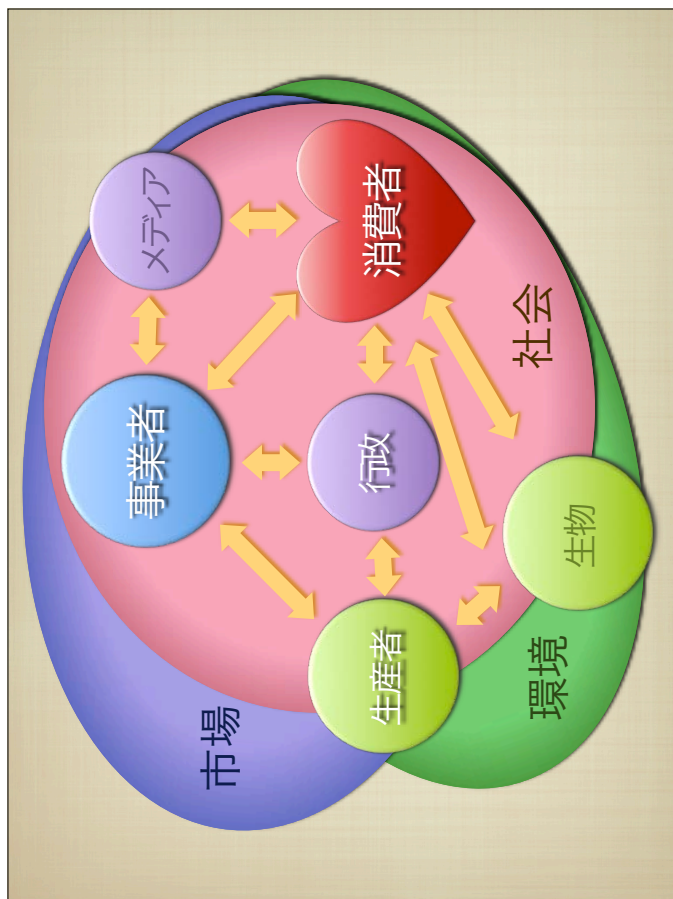 事業者
メディア
市場
生産者
行政
消費者
社会
環境
生物